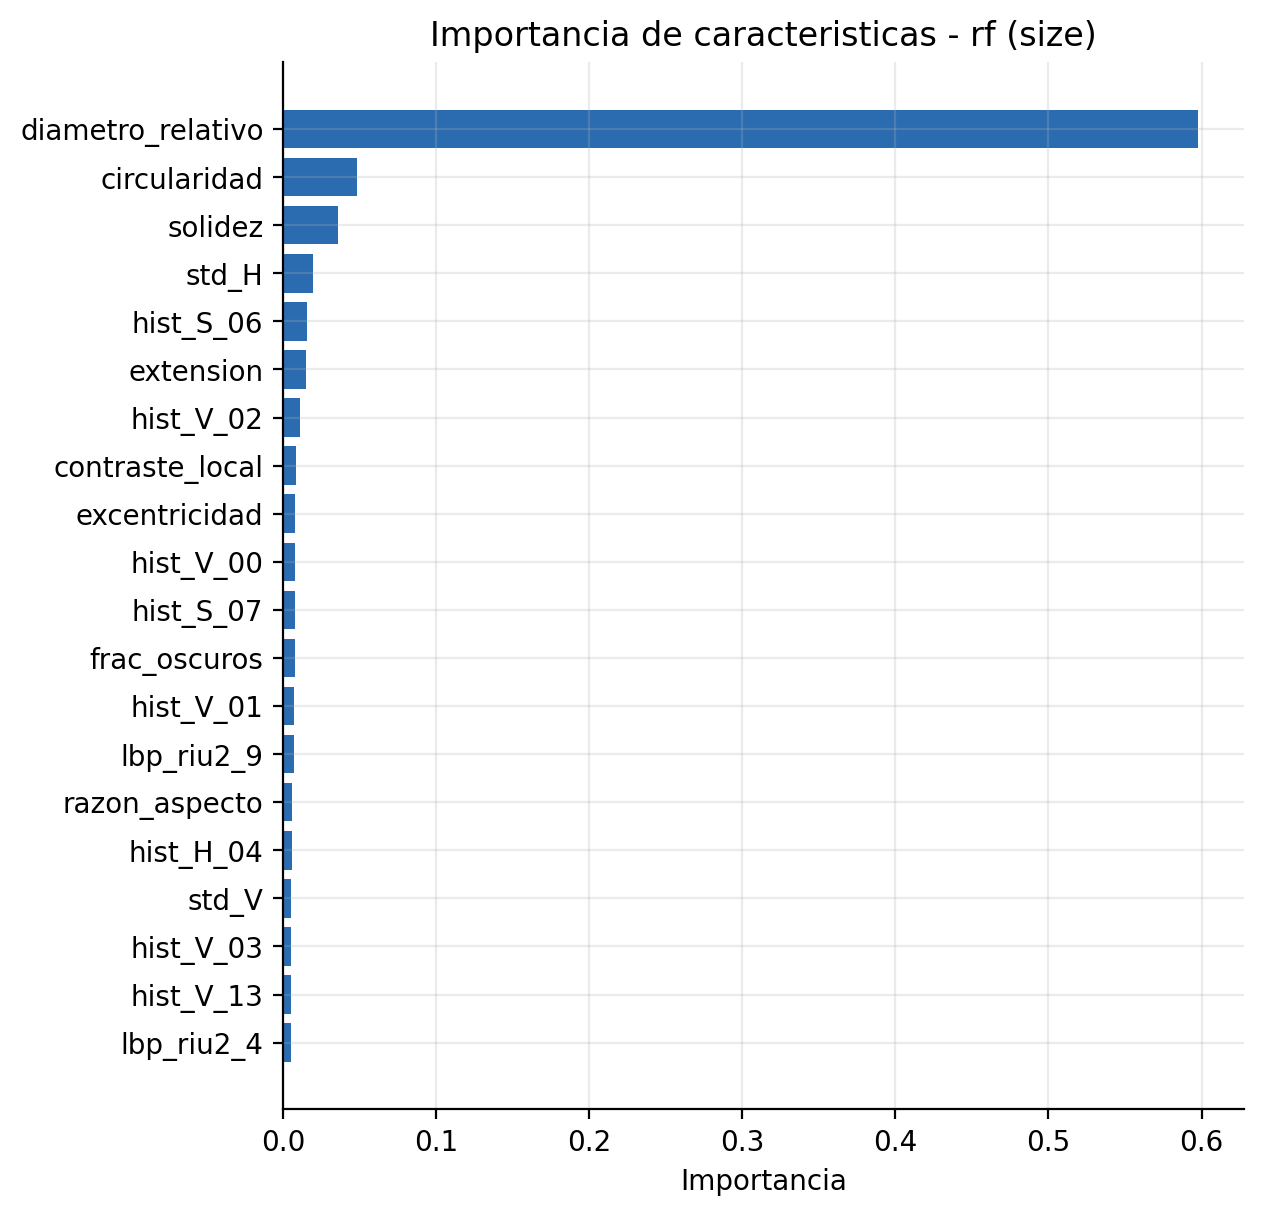 Importancia de caracteristicas - rf (size)
diametro_relativo
circularidad
solidez
std_H
hist_S_06
extension
hist_V_02
contraste_local
excentricidad
hist_V_00
hist_S_07
frac_oscuros
hist_V_01
lbp_riu2_9
razon_aspecto
hist_H_04
std_V
hist_V_03
hist_V_13
lbp_riu2_4
0.0 0.1 0.2 0.3 0.4 0.5 0.6
Importancia